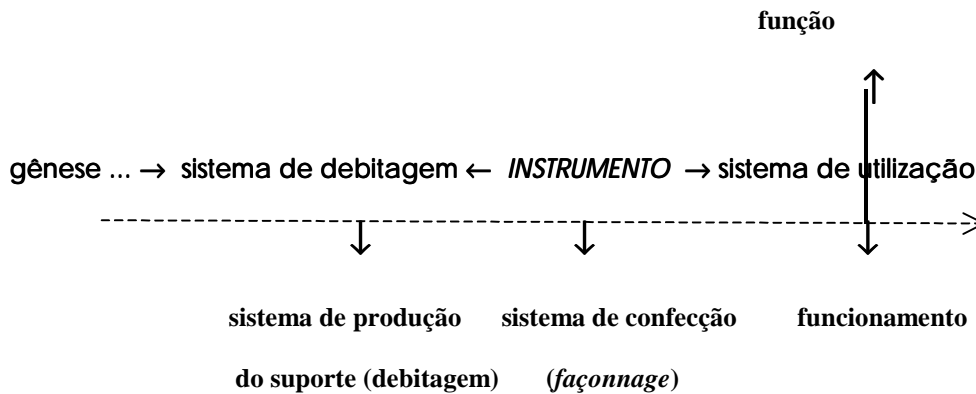 função
gênese ... → sistema de debitagem ← INSTRUMENTO → sistema de utilização
sistema de produção sistema de confecção funcionamento
do suporte (debitagem) (façonnage)